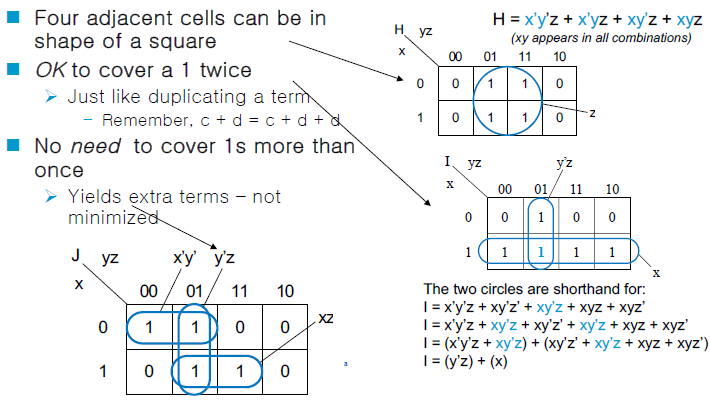 Four adjacent cells can be in
shape of a square
OK to cover a 1 twice
Just like duplicating a term
– Remember, c + d = c + d + d
No need to cover 1s more than
once
Yields extra terms – not
minimized
H yz
x
00 01 11 10
0 0 1 1 0
1 0 1 1 0
z
H = x'y'z + x'yz + xy'z + xyz
(xy appears in all combinations)
I yz y'z
x
00 01 11 10
0 0 1 0 0
1 1 1 1 1
x
The two circles are shorthand for:
I = x'y'z + xy'z' + xy'z + xyz + xyz'
I = x'y'z + xy'z + xy'z' + xy'z + xyz + xyz'
I = (x'y'z + xy'z) + (xy'z' + xy'z + xyz + xyz')
I = (y'z) + (x)
J yz x'y' y'z
x
00 01 11 10
0 1 1 0 0
1 0 1 1 0
xz
a